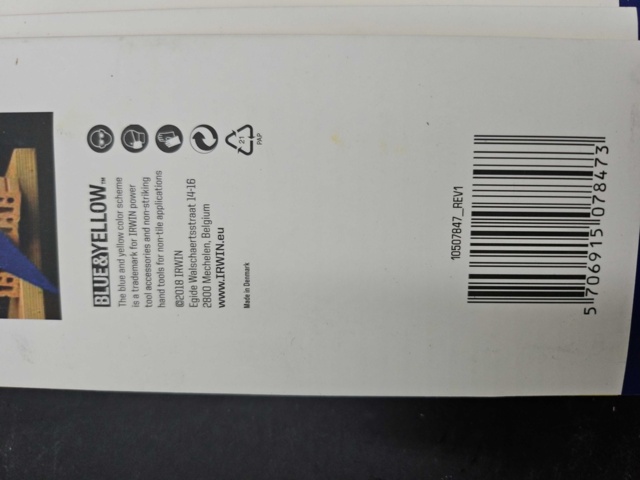 BLUE&YELLOW™
The blue and yellow color scheme
is a trademark for IRWIN power
tool accessories and non-striking
hand tools for non-tile applications
©2018 IRWIN
Egide Walschaertsstraat 14-16
2800 Mechelen, Belgium
www.IRWIN.eu
Made in Denmark
21
PAP
10507847_REV1
5 706915 078473